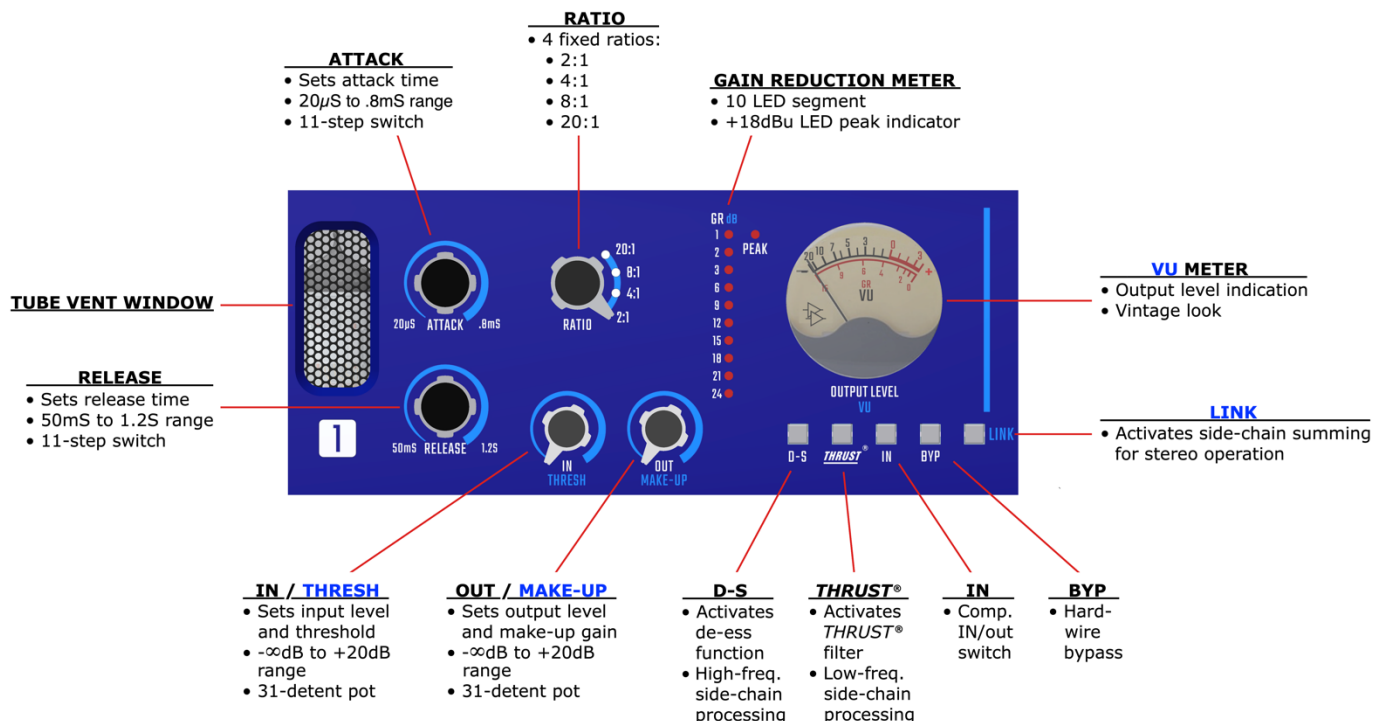 RATIO
• 4 fixed ratios:
• 2:1
• 4:1
• 8:1
• 20:1
ATTACK
• Sets attack time
• 20µS to .8mS range
• 11-step switch
GAIN REDUCTION METER
• 10 LED segment
• +18dBu LED peak indicator
TUBE VENT WINDOW
RELEASE
• Sets release time
• 50mS to 1.2S range
• 11-step switch
VU METER
• Output level indication
• Vintage look
LINK
• Activates side-chain summing
for stereo operation
20µS ATTACK .8mS
50mS RELEASE 1.2S
1
20:1
8:1
4:1
2:1
RATIO
IN
THRESH
OUT
MAKE-UP
GR dB
1
2
3
6
9
12
15
18
21
24
PEAK
20 10 7 5 3 0 3
- +
GR
VU
OUTPUT LEVEL
VU
D-S
THRUST®
IN
BYP
LINK
IN / THRESH
• Sets input level
and threshold
• -∞dB to +20dB
range
• 31-detent pot
OUT / MAKE-UP
• Sets output level
and make-up gain
• -∞dB to +20dB
range
• 31-detent pot
D-S
• Activates
de-ess
function
• High-freq.
side-chain
processing
THRUST®
• Activates
THRUST®
filter
• Low-freq.
side-chain
processing
IN
• Comp.
IN/out
switch
BYP
• Hard-
wire
bypass